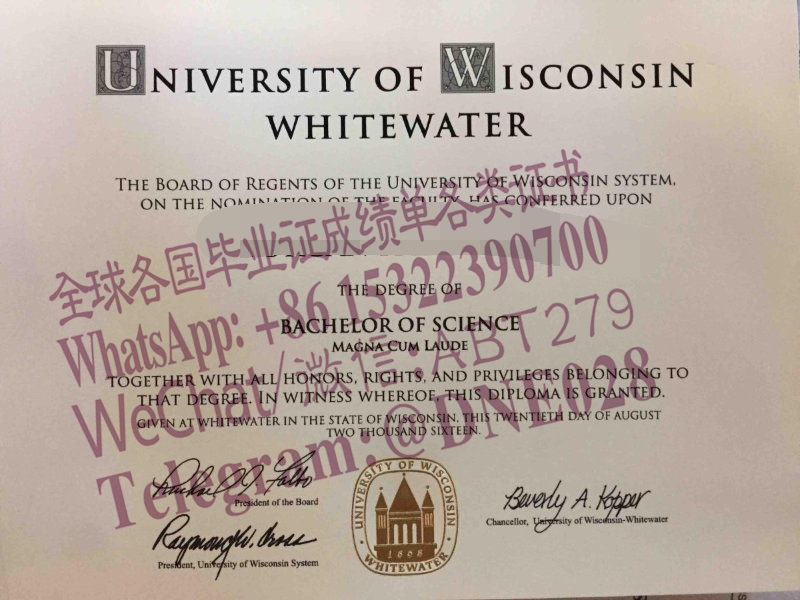 UNIVERSITY OF WISCONSIN
WHITEWATER
THE BOARD OF REGENTS OF THE UNIVERSITY OF WISCONSIN SYSTEM,
ON THE NOMINATION OF THE FACULTY, HAS CONFERRED UPON
全球各国毕业证成绩单各类证书
WhatsApp: +86 15322390700
THE DEGREE OF
BACHELOR OF SCIENCE
MAGNA CUM LAUDE
WeChat/微信:ABT279
TOGETHER WITH ALL HONORS, RIGHTS, AND PRIVILEGES BELONGING TO
THAT DEGREE. IN WITNESS WHEREOF, THIS DIPLOMA IS GRANTED.
GIVEN AT WHITEWATER IN THE STATE OF WISCONSIN, THIS TWENTIETH DAY OF AUGUST
TWO THOUSAND SIXTEEN.
Telegram:@DNE028
President of the Board
President, University of Wisconsin System
UNIVERSITY OF WISCONSIN
1868
WHITEWATER
Beverly A. Kopper
Chancellor, University of Wisconsin-Whitewater